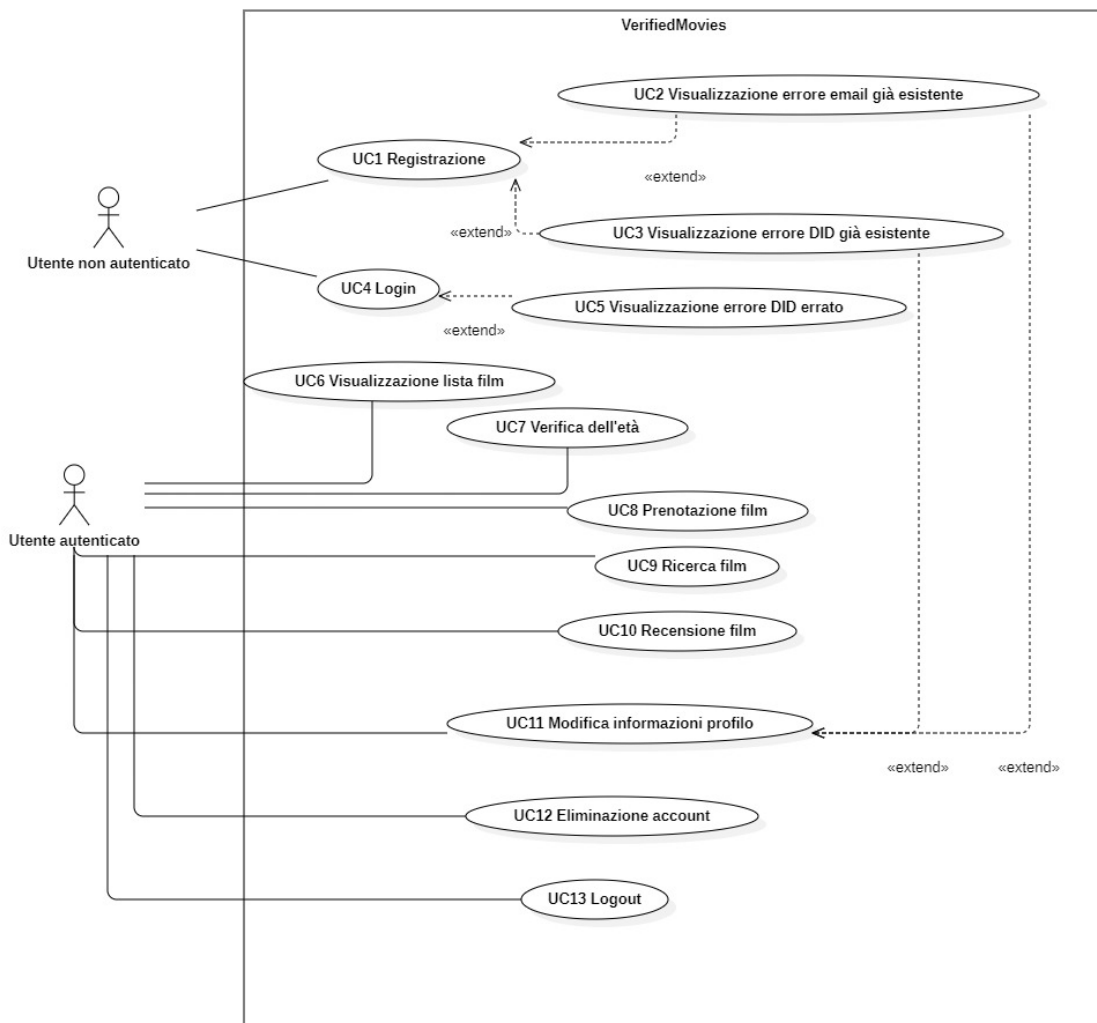 VerifiedMovies
UC2 Visualizzazione errore email già esistente
UC1 Registrazione
«extend»
UC3 Visualizzazione errore DID già esistente
«extend»
Utente non autenticato
UC4 Login
UC5 Visualizzazione errore DID errato
«extend»
UC6 Visualizzazione lista film
UC7 Verifica dell'età
UC8 Prenotazione film
Utente autenticato
UC9 Ricerca film
UC10 Recensione film
UC11 Modifica informazioni profilo
«extend»
«extend»
UC12 Eliminazione account
UC13 Logout